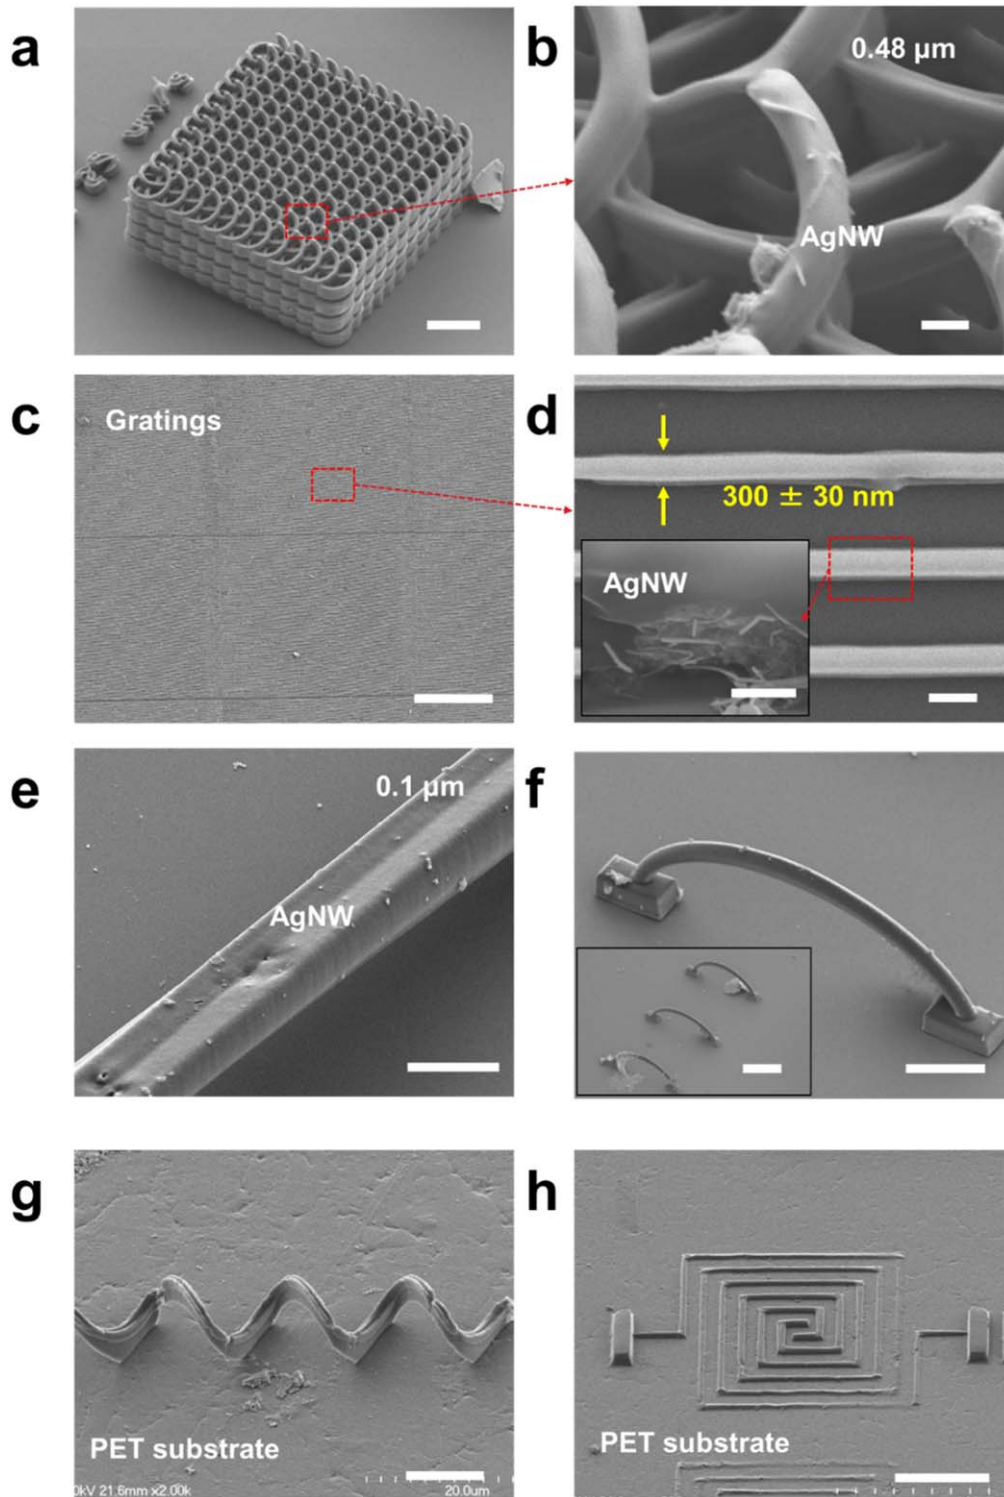 a
b
0.48 µm
AgNW
c
Gratings
d
300 ± 30 nm
AgNW
e
0.1 µm
AgNW
f
g
PET substrate
0kV 21.6mm x2.00k
20.0um
h
PET substrate